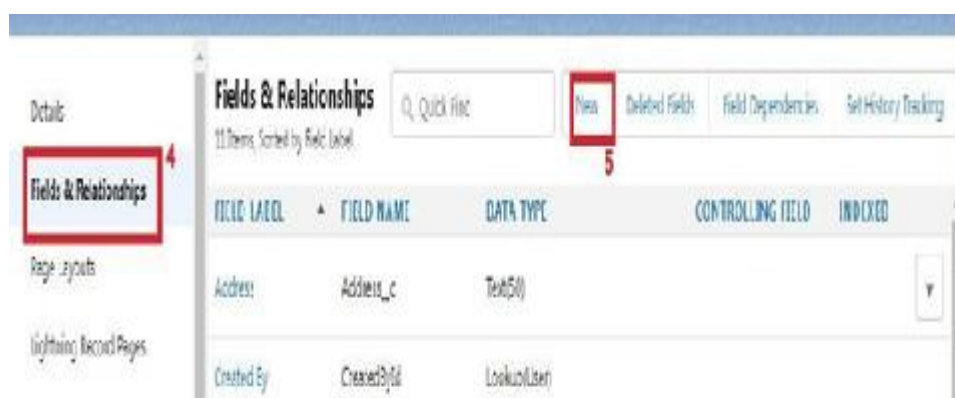 Details
4
Fields & Relationships
Page Layouts
Lightning Record Pages
Fields & Relationships
Q Quick Find
New
Deleted Fields
Field Dependencies
Set History Tracking
11 Items, Sorted by Field Label
5
FIELD LABEL
FIELD NAME
DATA TYPE
CONTROLLING FIELD
INDEXED
Address
Address_c
Text(50)
Created By
CreatedById
Lookup(User)